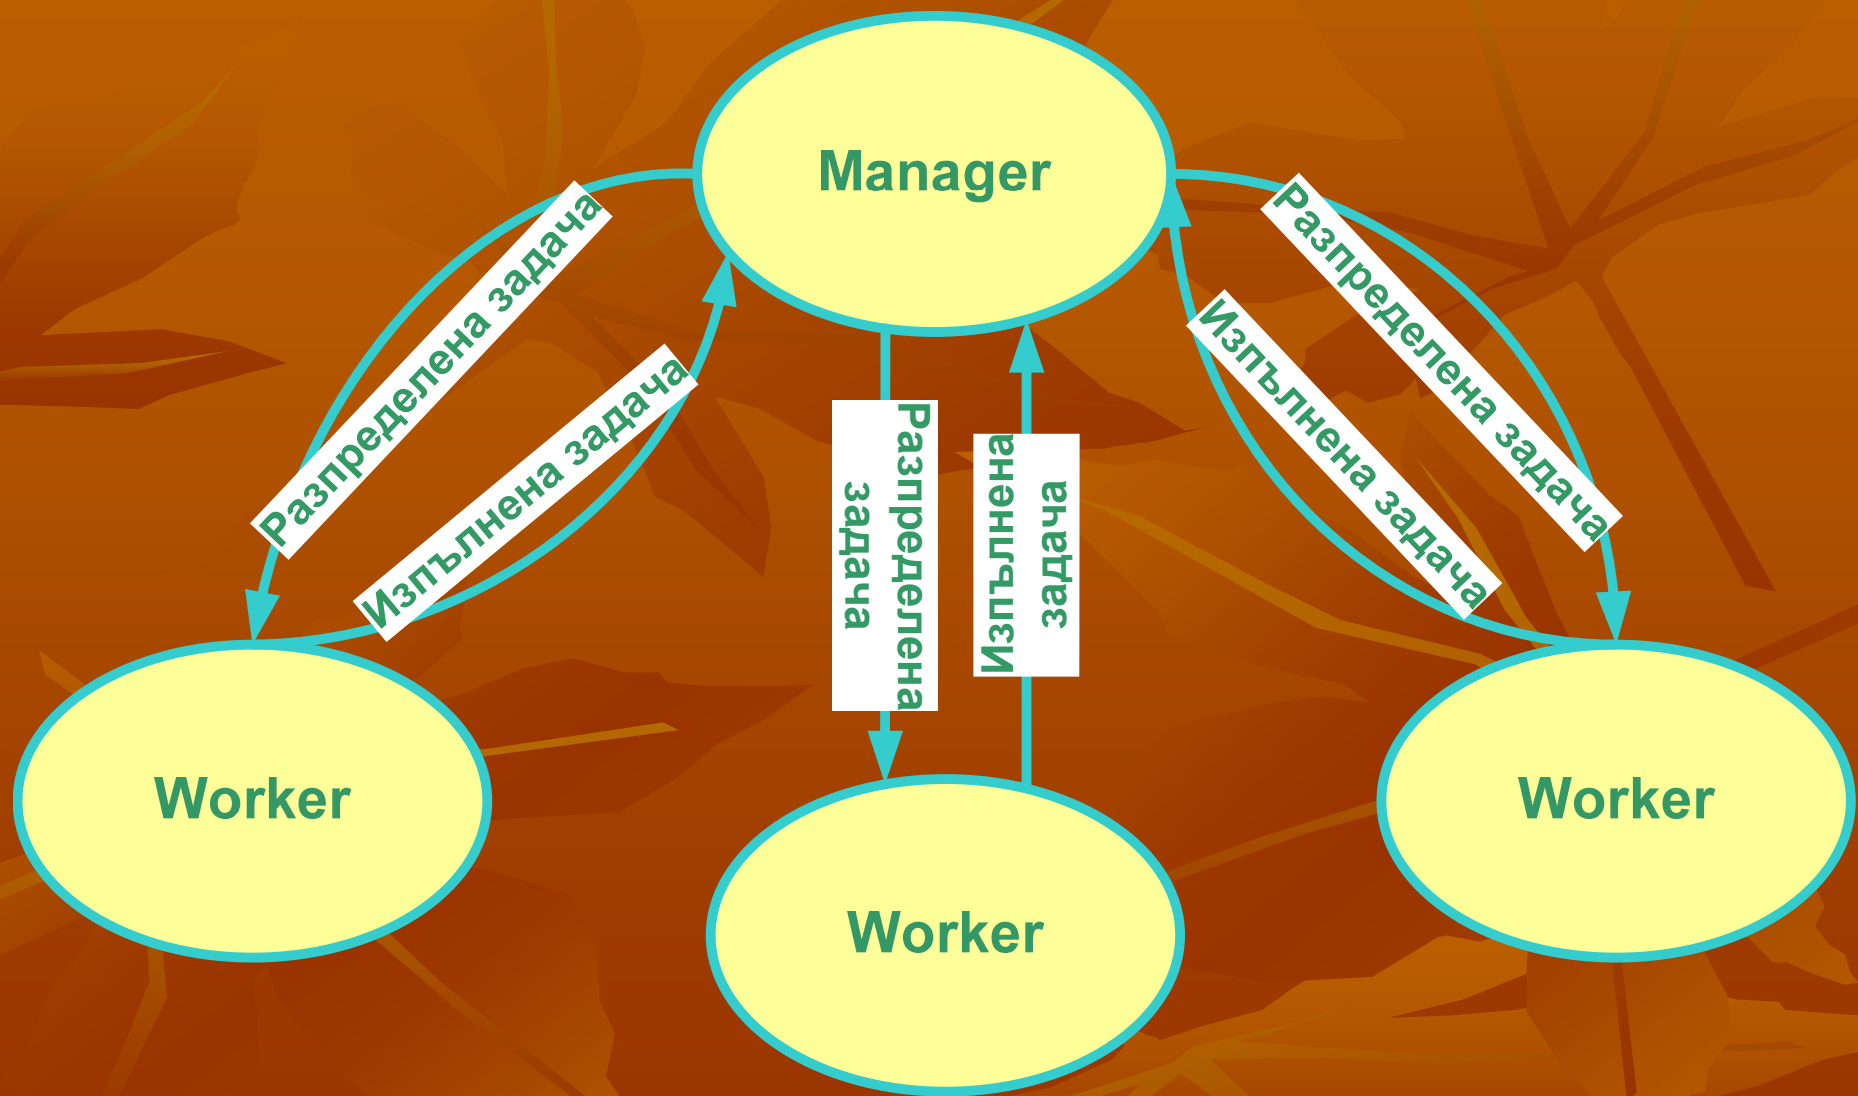 Manager
Разпределена задача
Изпълнена задача
Разпределена
задача
Изпълнена
задача
Изпълнена задача
Разпределена задача
Worker
Worker
Worker